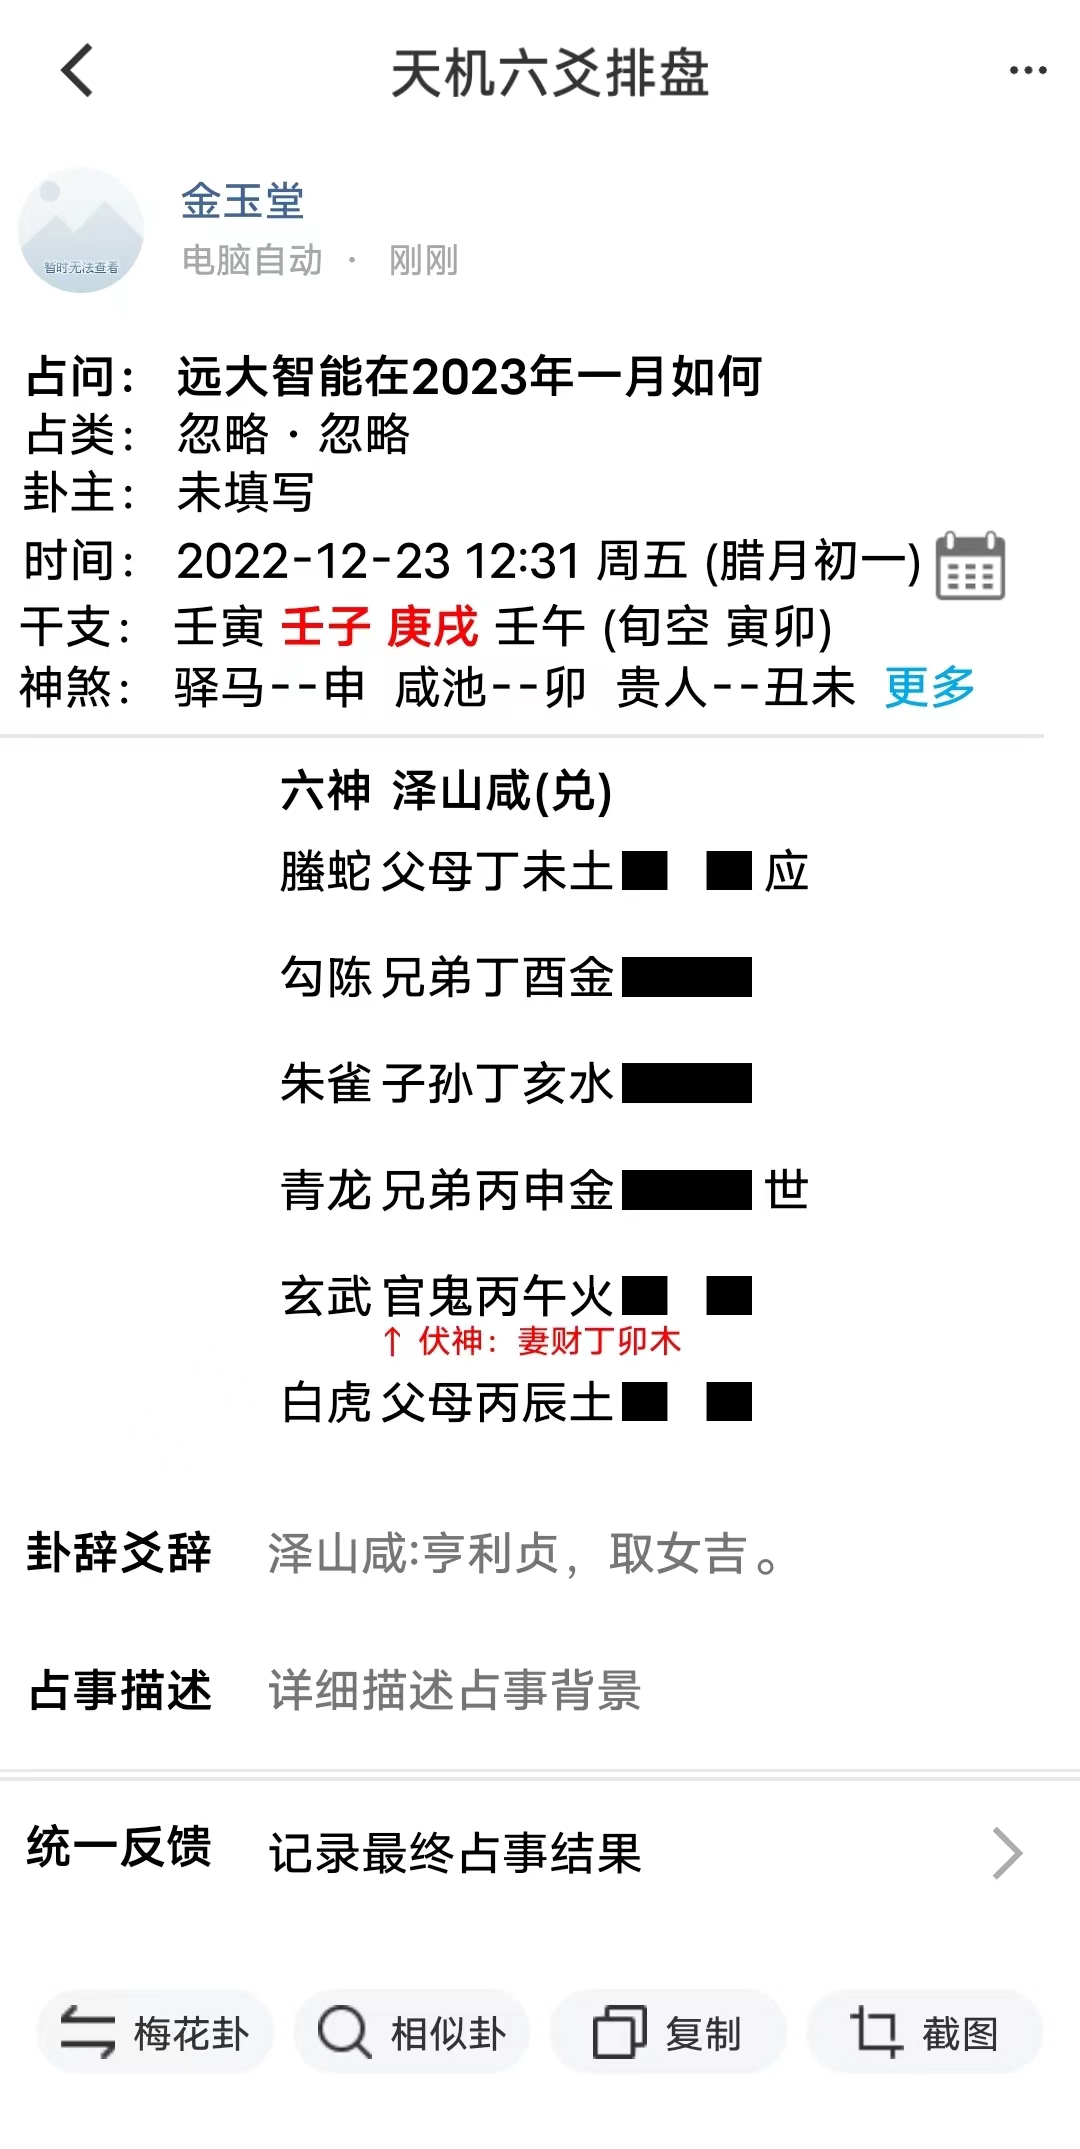 天机六爻排盘
金玉堂
暂时无法查看
电脑自动 · 刚刚
占问： 远大智能在2023年一月如何
占类： 忽略 · 忽略
卦主： 未填写
时间： 2022-12-23 12:31 周五 (腊月初一)
干支： 壬寅 壬子 庚戌 壬午 (旬空 寅卯)
神煞： 驿马--申 咸池--卯 贵人--丑未 更多
六神 泽山咸(兑)
螣蛇 父母丁未土 应
勾陈 兄弟丁酉金
朱雀 子孙丁亥水
青龙 兄弟丙申金 世
玄武 官鬼丙午火
↑ 伏神：妻财丁卯木
白虎 父母丙辰土
卦辞爻辞 泽山咸:亨利贞，取女吉。
占事描述 详细描述占事背景
统一反馈 记录最终占事结果
梅花卦 相似卦 复制 截图